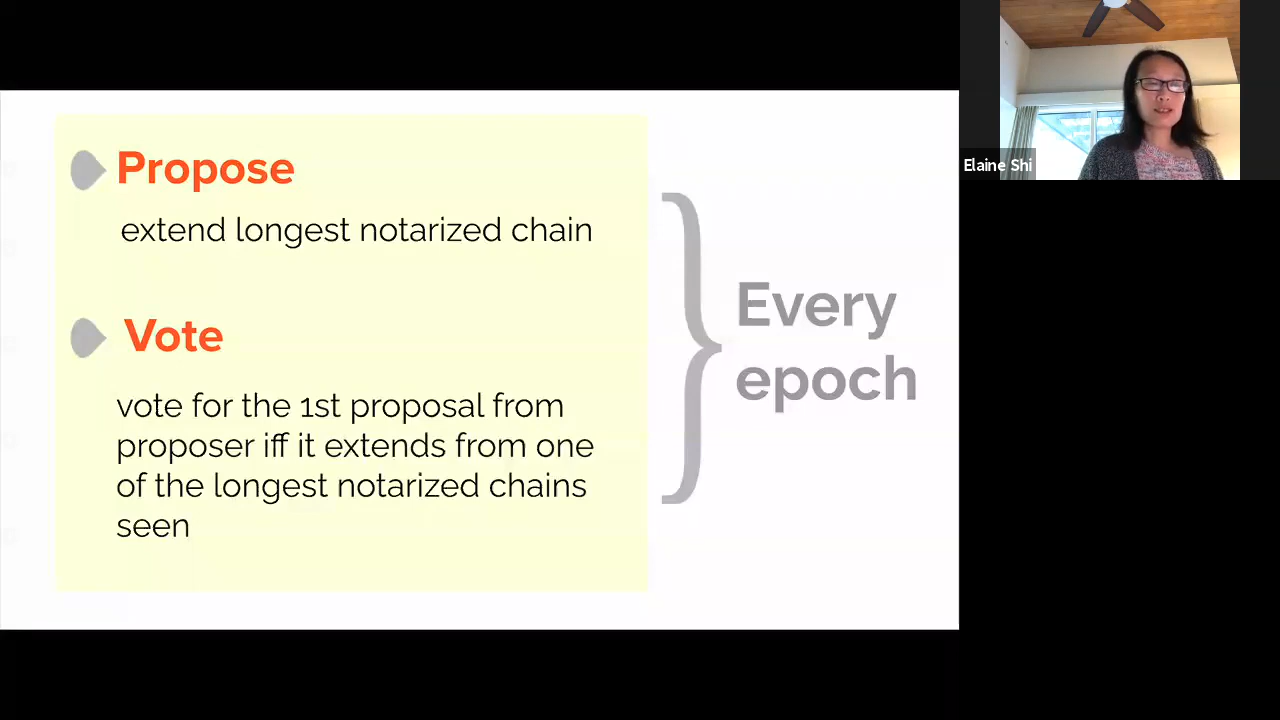 Propose
extend longest notarized chain
Vote
vote for the 1st proposal from
proposer iff it extends from one
of the longest notarized chains
seen
Every
epoch
Elaine Shi